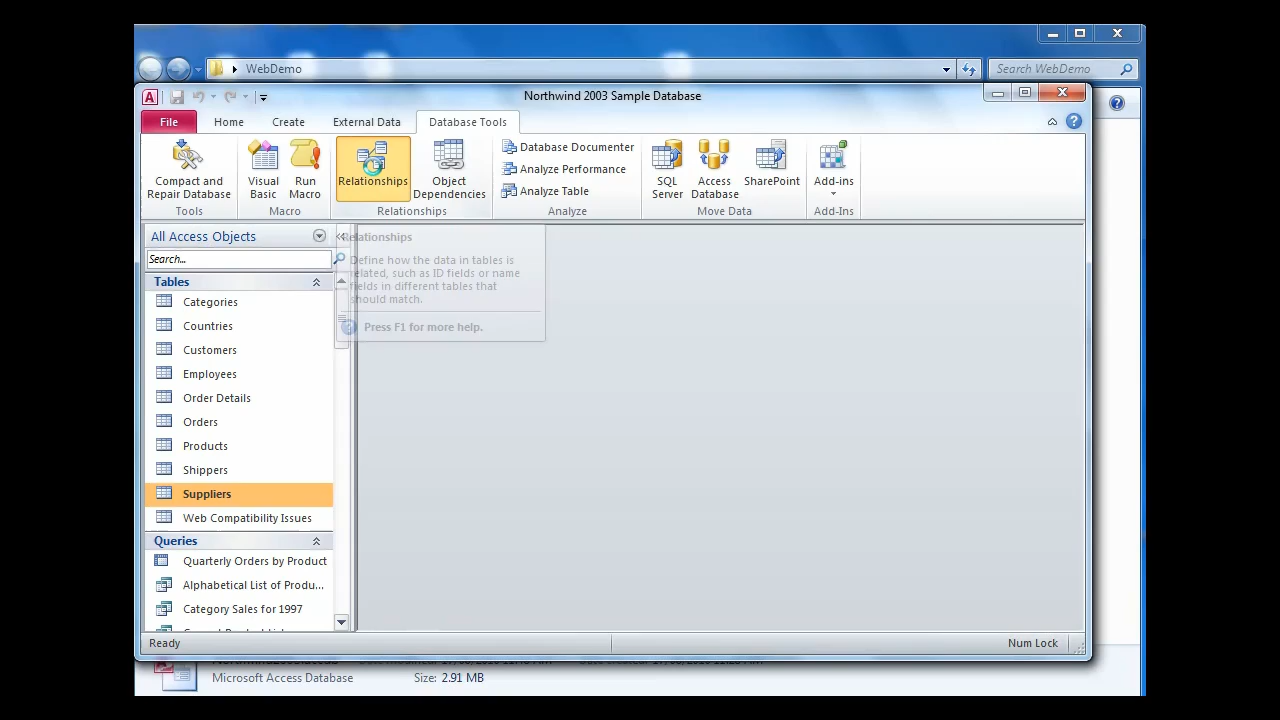 WebDemo
Search WebDemo
Northwind 2003 Sample Database
File Home Create External Data Database Tools
Compact and
Repair Database
Visual
Basic
Run
Macro
Relationships
Object
Dependencies
Database Documenter
Analyze Performance
Analyze Table
SQL
Server
Access
Database
SharePoint
Add-ins
Tools Macro Relationships Analyze Move Data Add-Ins
All Access Objects
Search...
Relationships
Define how the data in tables is
related, such as ID fields or name
fields in different tables that
should match.
Press F1 for more help.
Tables
Categories
Countries
Customers
Employees
Order Details
Orders
Products
Shippers
Suppliers
Web Compatibility Issues
Queries
Quarterly Orders by Product
Alphabetical List of Produ...
Category Sales for 1997
Ready Num Lock
Microsoft Access Database Size: 2.91 MB